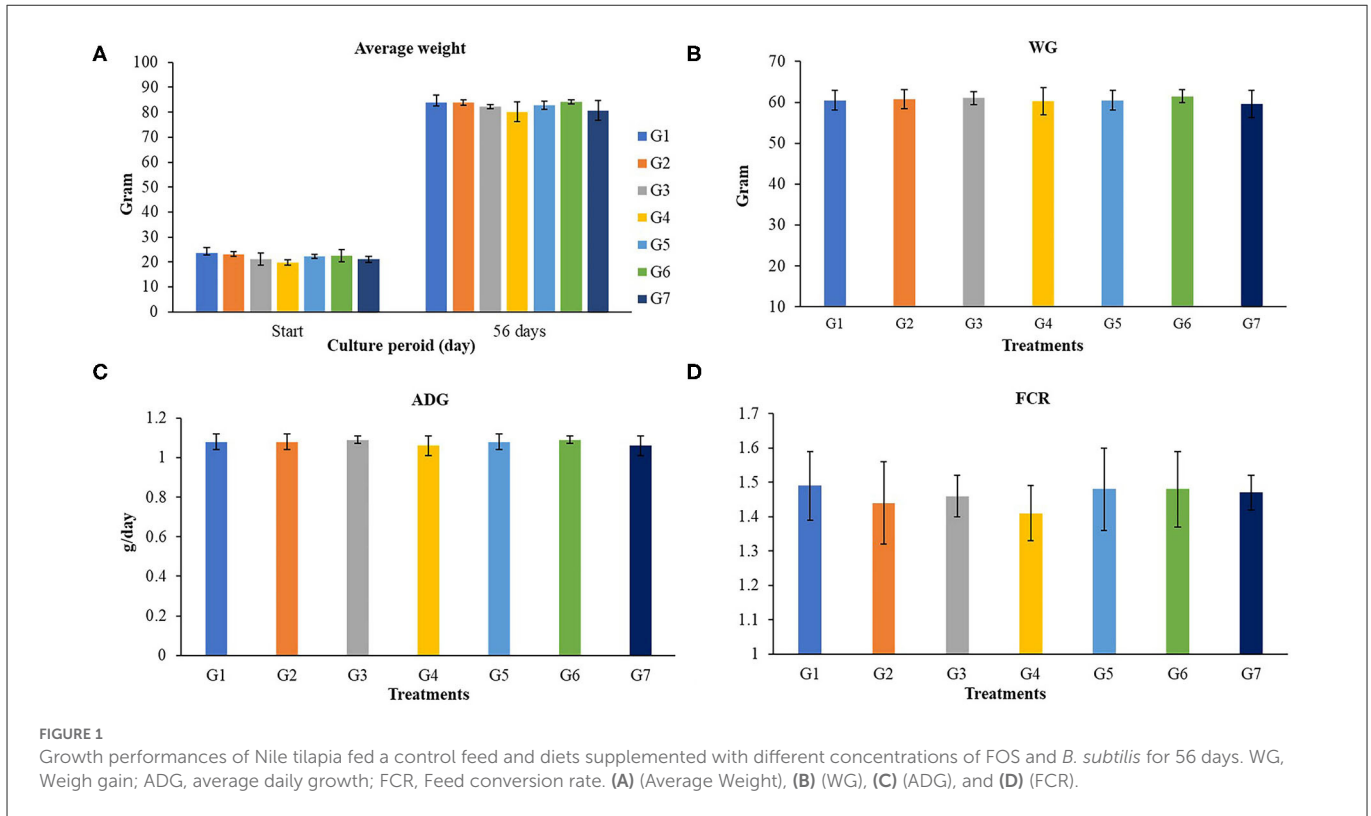 A
Average weight
100
90
80
70
60
50
40
30
20
10
0
Gram
Start
56 days
Culture peroid (day)
G1
G2
G3
G4
G5
G6
G7
B
WG
70
60
50
40
30
20
10
Gram
G1 G2 G3 G4 G5 G6 G7
Treatments
C
ADG
1.2
1
0.8
0.6
0.4
0.2
0
g/day
G1 G2 G3 G4 G5 G6 G7
Treatments
D
FCR
1.7
1.6
1.5
1.4
1.3
1.2
1.1
1
G1 G2 G3 G4 G5 G6 G7
Treatments
FIGURE 1
Growth performances of Nile tilapia fed a control feed and diets supplemented with different concentrations of FOS and B. subtilis for 56 days. WG,
Weigh gain; ADG, average daily growth; FCR, Feed conversion rate. (A) (Average Weight), (B) (WG), (C) (ADG), and (D) (FCR).